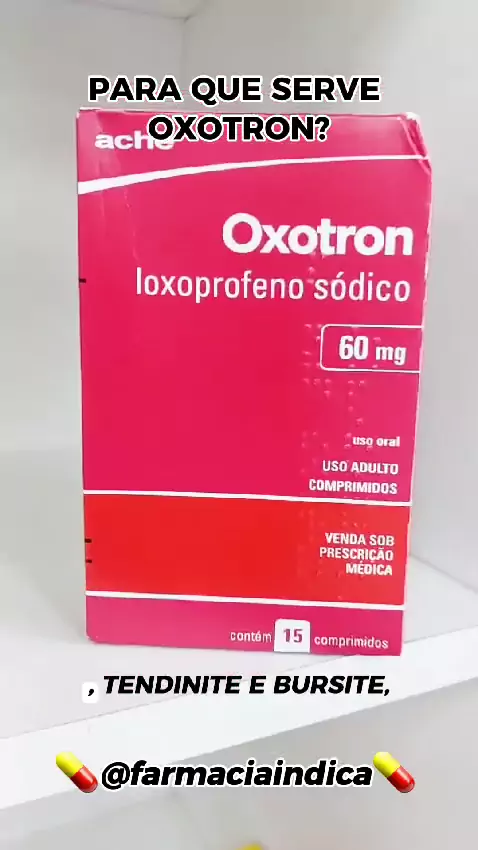 PARA QUE SERVE
OXOTRON?
ache
Oxotron
loxoprofeno sódico
60 mg
uso oral
USO ADULTO
COMPRIMIDOS
VENDA SOB
PRESCRIÇÃO
MÉDICA
contém 15 comprimidos
, TENDINITE E BURSITE,
@farmaciaindica